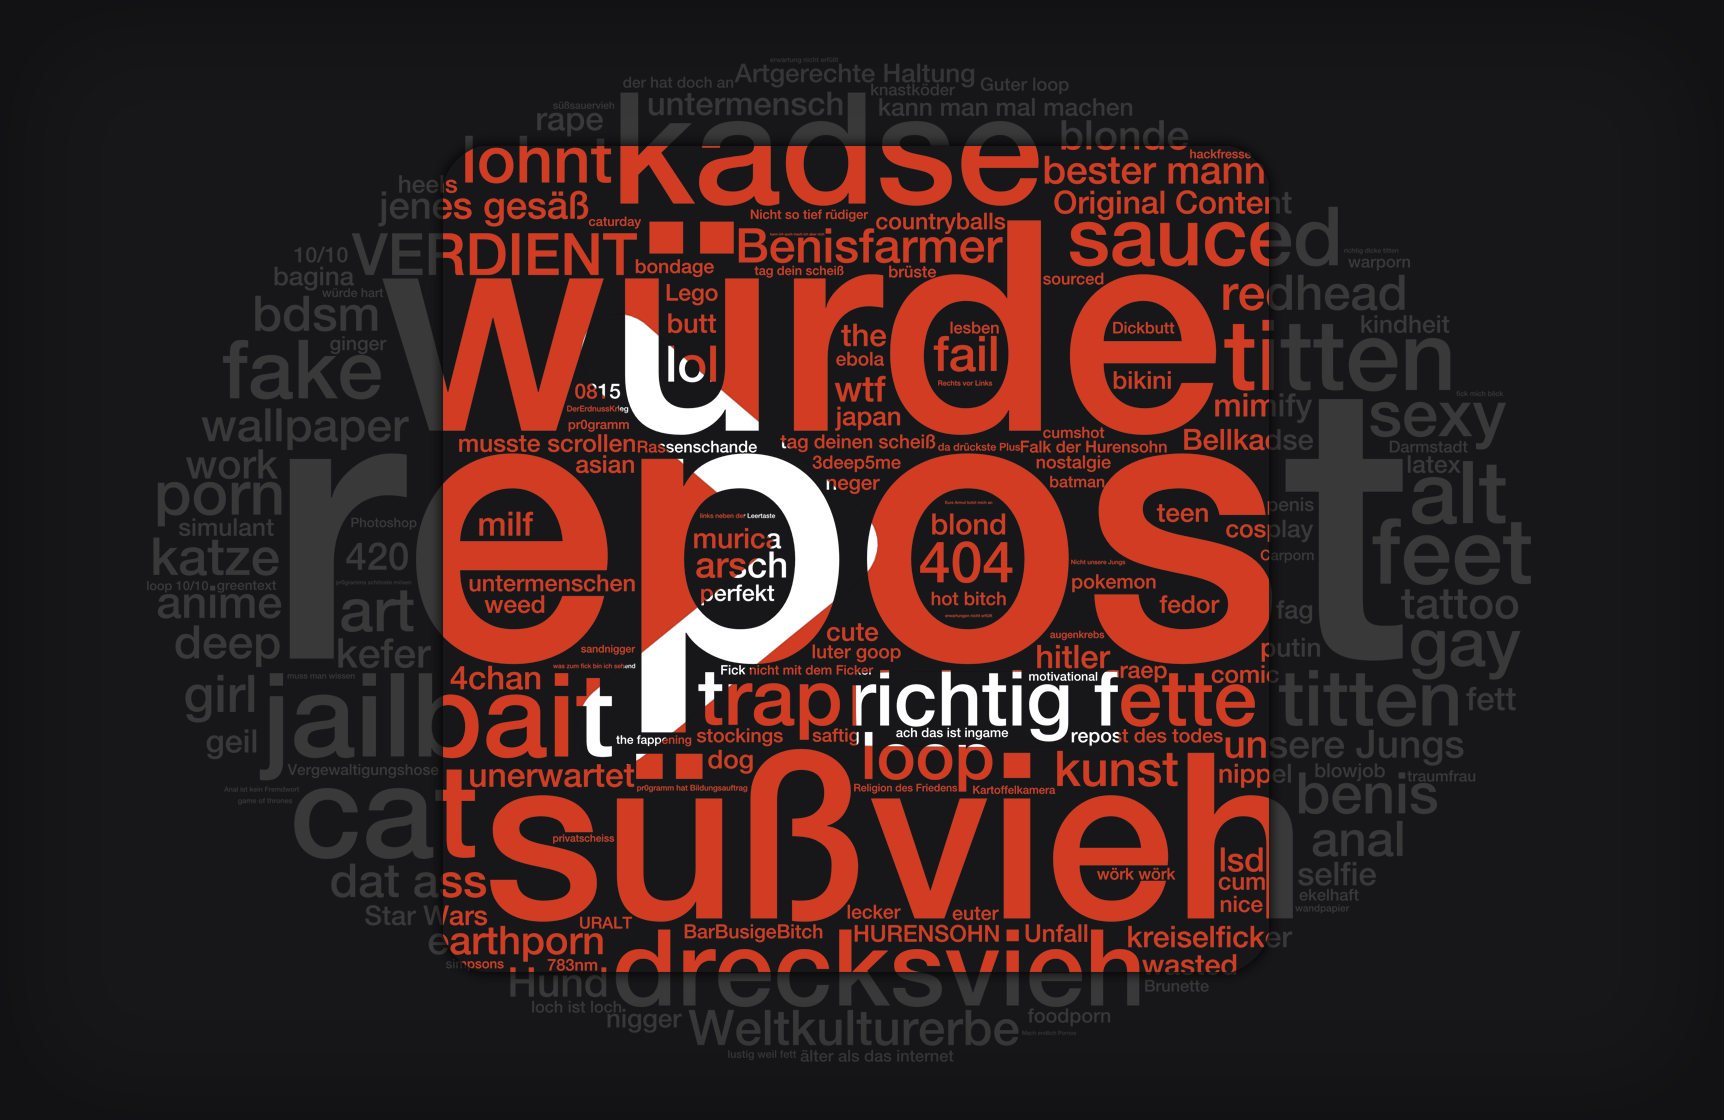 erwartung nicht erfüllt
der hat doch an
Artgerechte Haltung
Guter loop
knastköder
süßsauervieh
rape
untermensch
kann man mal machen
kadse
blonde
hackfresse
lohnt
bester mann
heels
jenes gesäß
caturday
Nicht so tief rüdiger
countryballs
Original Content
10/10
VERDIENT
bondage
Benisfarmer
sauced
richtig dicke titten
warporn
bagina
würde hart
tag dein scheiß
brüste
sourced
redhead
bdsm
ginger
würde
Lego
butt
lol
the
ebola
lesben
fail
Rechts vor Links
Dickbutt
bikini
titten
kindheit
fake
0815
DerErdnussKrieg
pr0gramm
wtf
japan
mimify
fick mich blick
sexy
wallpaper
musste scrollen
Rassenschande
tag deinen scheiß
da drückste Plus
cumshot
Falk der Hurensohn
Bellkadse
Darmstadt
work
asian
3deep5me
nostalgie
latex
porn
neger
batman
penis
alt
simulant
Photoshop
repost
milf
links neben der Leertaste
murica
arsch
perfekt
blond
404
hot bitch
erwartungen nicht erfüllt
teen
cosplay
katze
420
Nicht unsere Jungs
Carporn
feet
loop 10/10
greentext
untermenschen
weed
pokemon
fedor
anime
art
fag
tattoo
deep
kefer
sandnigger
cute
augenkrebs
putin
gay
was zum fick bin ich sehend
luter goop
hitler
muss man wissen
4chan
Fick nicht mit dem Ficker
motivational
raep
comic
girl
jailbait
trap
richtig fette titten
fett
geil
the fappening
stockings
saftig
ach das ist ingame
repost des todes
unsere Jungs
Vergewaltigungshose
unerwartet
dog
loop
kunst
nippel
blowjob
traumfrau
Anal ist kein Fremdwort
game of thrones
pr0gramm hat Bildungsauftrag
Religion des Friedens
Kartoffelkamera
benis
cat
süßvieh
privatscheiss
wörk wörk
anal
lsd
dat ass
cum
selfie
nice
ekelhaft
wandpapier
Star Wars
URALT
lecker
euter
earthporn
BarBusigeBitch
HURENSOHN
Unfall
kreiselficker
simpsons
783nm
drecksvieh
wasted
Hund
Brunette
loch ist loch
nigger
Weltkulturerbe
foodporn
lustig weil fett
älter als das internet